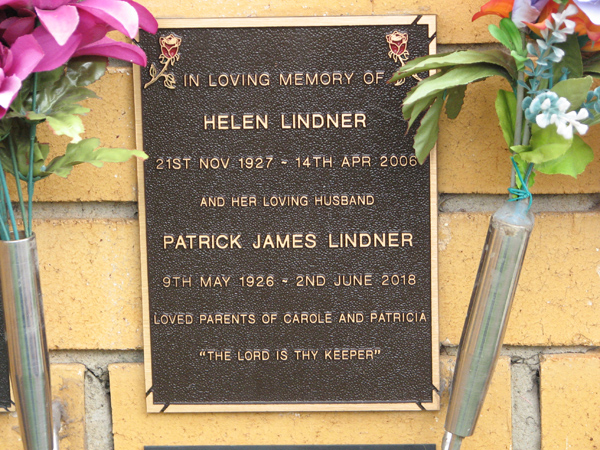 IN LOVING MEMORY OF
HELEN LINDNER
21ST NOV 1927 - 14TH APR 2006
AND HER LOVING HUSBAND
PATRICK JAMES LINDNER
9TH MAY 1926 - 2ND JUNE 2018
LOVED PARENTS OF CAROLE AND PATRICIA
"THE LORD IS THY KEEPER"